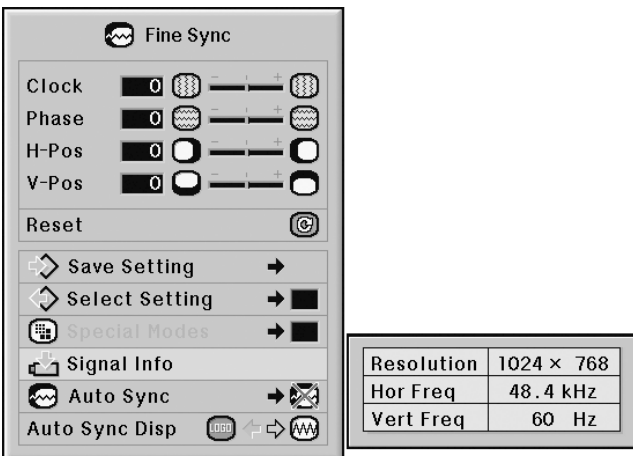 Fine Sync
Clock 0 - +
Phase 0 - +
H-Pos 0 - +
V-Pos 0 - +
Reset
Save Setting
Select Setting
Special Modes
Signal Info
Auto Sync
Auto Sync Disp LOGO
Resolution 1024 × 768
Hor Freq 48.4 kHz
Vert Freq 60 Hz